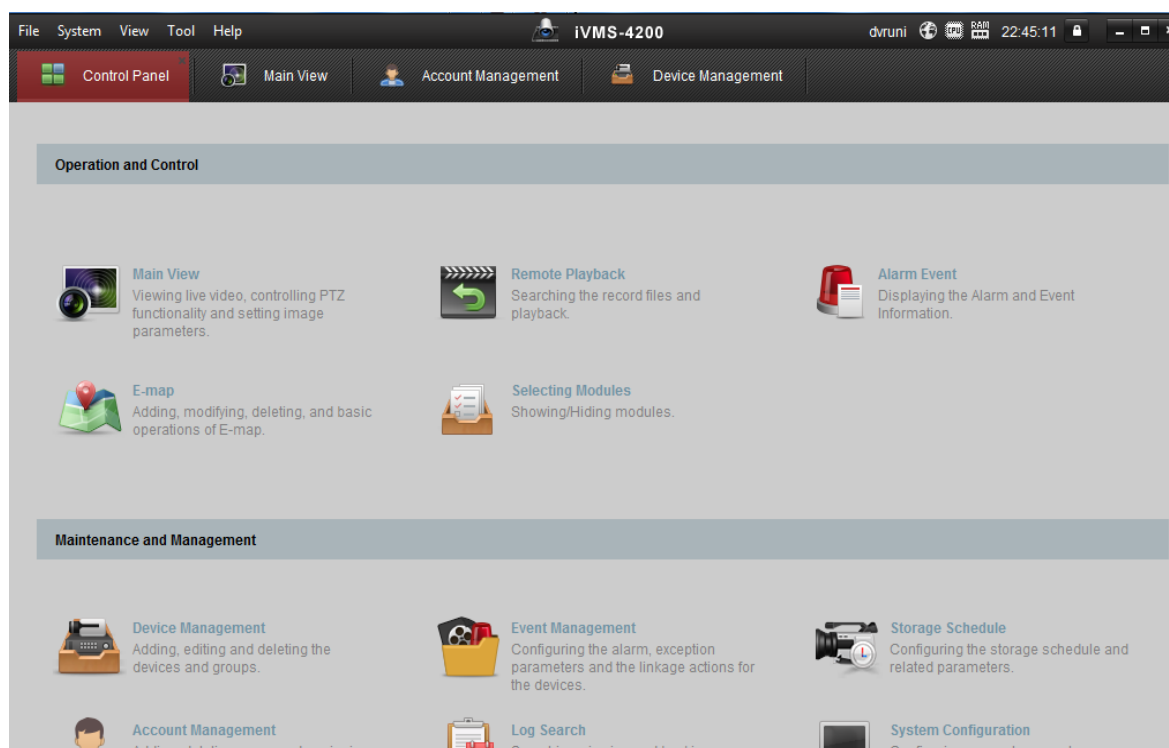 File System View Tool Help iVMS-4200 dvruni CPU RAM 22:45:11
Control Panel Main View Account Management Device Management
Operation and Control
Main View
Viewing live video, controlling PTZ
functionality and setting image
parameters.
Remote Playback
Searching the record files and
playback.
Alarm Event
Displaying the Alarm and Event
Information.
E-map
Adding, modifying, deleting, and basic
operations of E-map.
Selecting Modules
Showing/Hiding modules.
Maintenance and Management
Device Management
Adding, editing and deleting the
devices and groups.
Event Management
Configuring the alarm, exception
parameters and the linkage actions for
the devices.
Storage Schedule
Configuring the storage schedule and
related parameters.
Account Management
Log Search
System Configuration